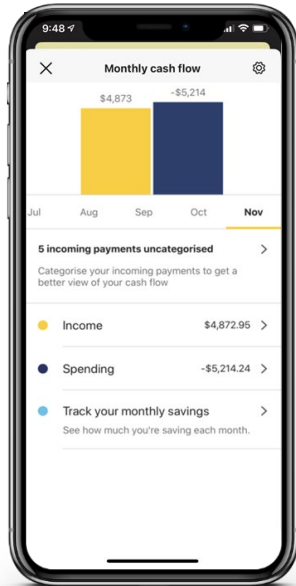 9:48
Monthly cash flow
$4,873
-$5,214
Jul Aug Sep Oct Nov
5 incoming payments uncategorised
Categorise your incoming payments to get a
better view of your cash flow
Income $4,872.95
Spending -$5,214.24
Track your monthly savings
See how much you're saving each month.